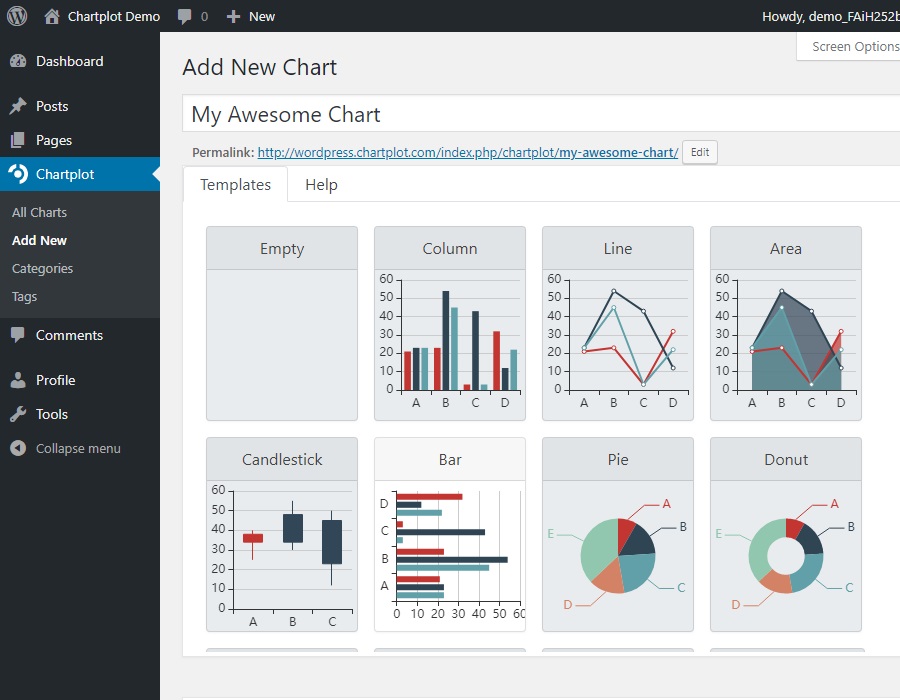 Chartplot Demo 0 New Howdy, demo_FAiH252b
Screen Options
Dashboard
Posts
Pages
Chartplot
All Charts
Add New
Categories
Tags
Comments
Profile
Tools
Collapse menu
Add New Chart
My Awesome Chart
Permalink: http://wordpress.chartplot.com/index.php/chartplot/my-awesome-chart/ Edit
Templates Help
Empty Column Line Area
60 60 60
50 50 50
40 40 40
30 30 30
20 20 20
10 10 10
0 0 0
A B C D A B C D A B C D
Candlestick Bar Pie Donut
60
50
40
30
20
10
0
A B C
D
C
B
A
0 10 20 30 40 50 60
A
B
C
D
E
A
B
C
D
E